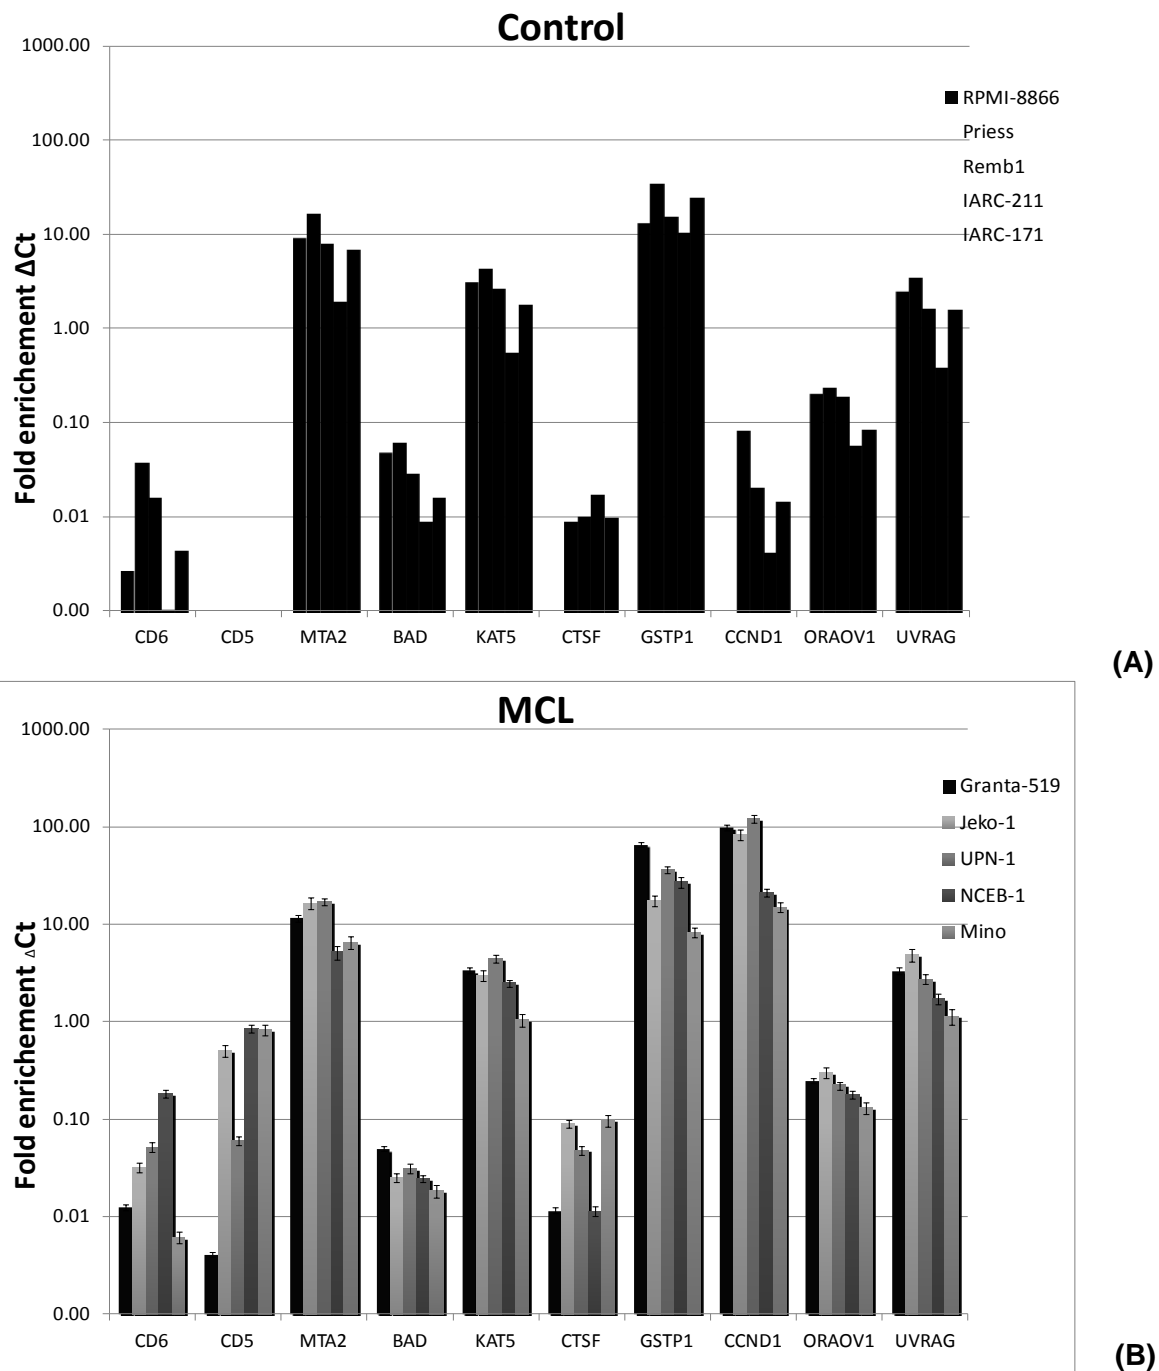 Control
1000.00
100.00
10.00
1.00
0.10
0.01
0.00
Fold enrichement ΔCt
RPMI-8866
Priess
Remb1
IARC-211
IARC-171
CD6 CD5 MTA2 BAD KAT5 CTSF GSTP1 CCND1 ORAOV1 UVRAG
(A)
MCL
1000.00
100.00
10.00
1.00
0.10
0.01
0.00
Fold enrichement ΔCt
Granta-519
Jeko-1
UPN-1
NCEB-1
Mino
CD6 CD5 MTA2 BAD KAT5 CTSF GSTP1 CCND1 ORAOV1 UVRAG
(B)